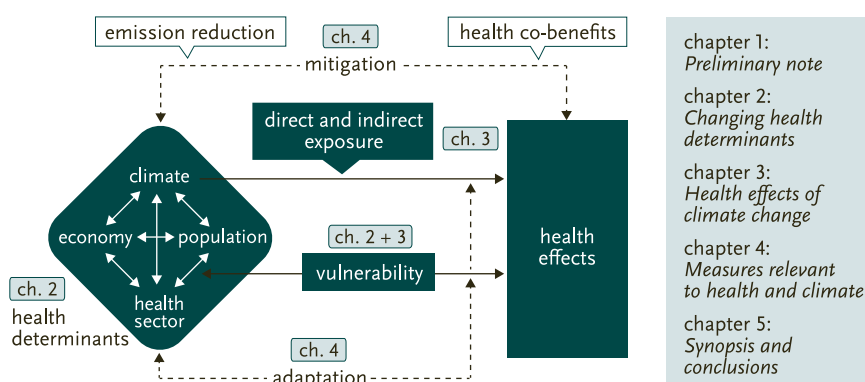 emission reduction
ch. 4
health co-benefits
mitigation
direct and indirect
exposure
ch. 3
climate
economy
population
ch. 2 + 3
vulnerability
health
effects
ch. 2
health
determinants
health
sector
ch. 4
adaptation
chapter 1:
Preliminary note
chapter 2:
Changing health
determinants
chapter 3:
Health effects of
climate change
chapter 4:
Measures relevant
to health and climate
chapter 5:
Synopsis and
conclusions